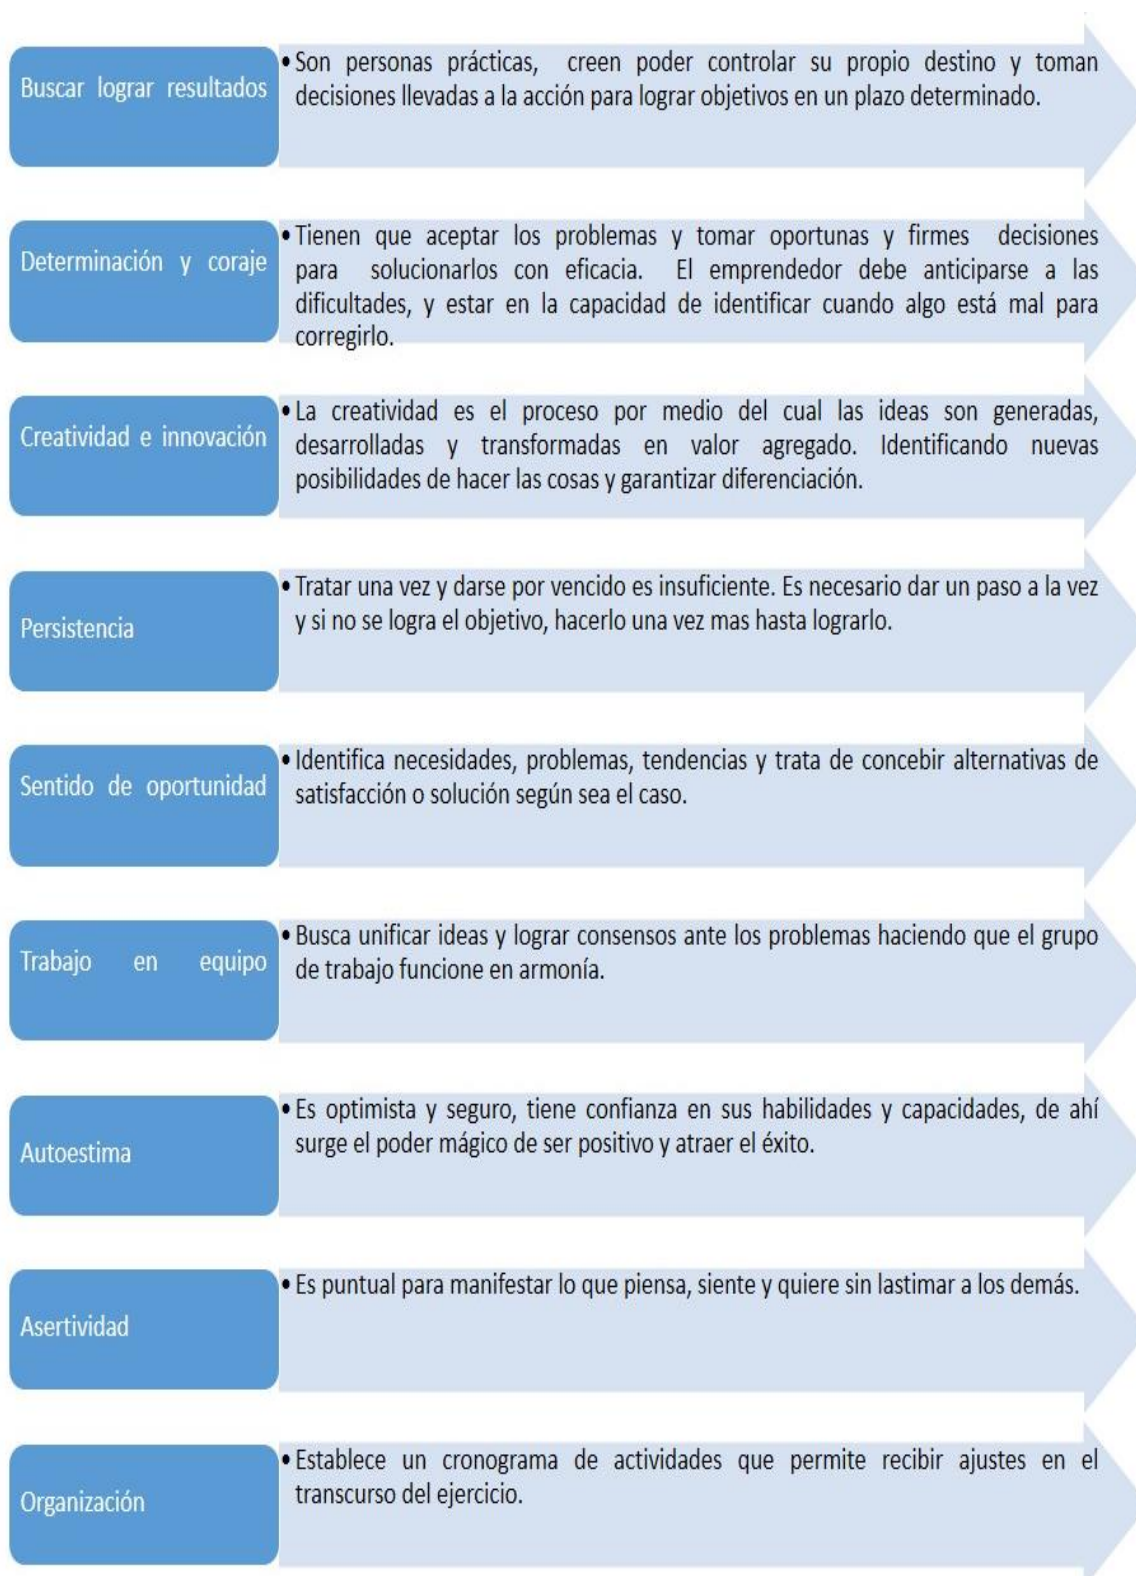 Buscar lograr resultados
• Son personas prácticas, creen poder controlar su propio destino y toman
decisiones llevadas a la acción para lograr objetivos en un plazo determinado.
Determinación y coraje
• Tienen que aceptar los problemas y tomar oportunas y firmes decisiones
para solucionarlos con eficacia. El emprendedor debe anticiparse a las
dificultades, y estar en la capacidad de identificar cuando algo está mal para
corregirlo.
Creatividad e innovación
• La creatividad es el proceso por medio del cual las ideas son generadas,
desarrolladas y transformadas en valor agregado. Identificando nuevas
posibilidades de hacer las cosas y garantizar diferenciación.
Persistencia
• Tratar una vez y darse por vencido es insuficiente. Es necesario dar un paso a la vez
y si no se logra el objetivo, hacerlo una vez mas hasta lograrlo.
Sentido de oportunidad
• Identifica necesidades, problemas, tendencias y trata de concebir alternativas de
satisfacción o solución según sea el caso.
Trabajo en equipo
• Busca unificar ideas y lograr consensos ante los problemas haciendo que el grupo
de trabajo funcione en armonía.
Autoestima
• Es optimista y seguro, tiene confianza en sus habilidades y capacidades, de ahí
surge el poder mágico de ser positivo y atraer el éxito.
Asertividad
• Es puntual para manifestar lo que piensa, siente y quiere sin lastimar a los demás.
Organización
• Establece un cronograma de actividades que permite recibir ajustes en el
transcurso del ejercicio.